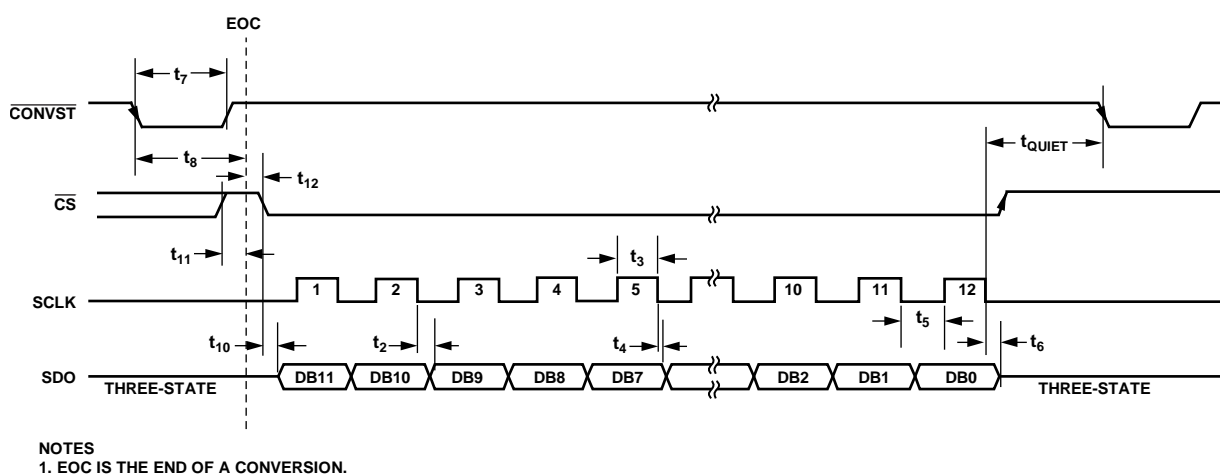 EOC
t7
CONVST
t8
tQUIET
t12
CS
t11
t3
1 2 3 4 5 10 11 12
SCLK
t5
t10
t2
t4
t6
SDO
THREE-STATE
DB11 DB10 DB9 DB8 DB7 DB2 DB1 DB0
THREE-STATE
NOTES
1. EOC IS THE END OF A CONVERSION.